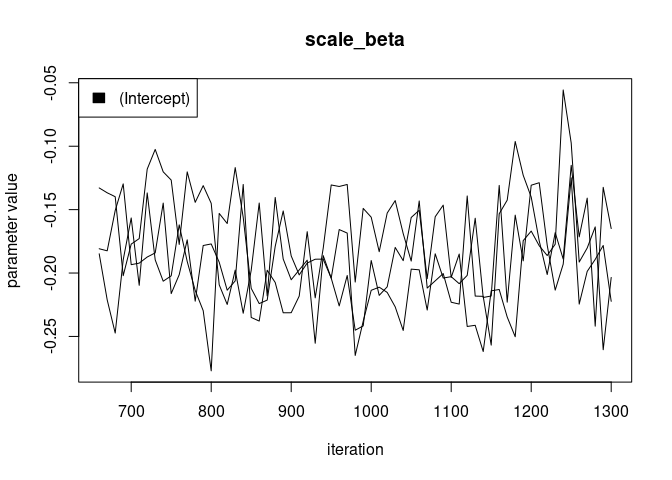 scale_beta
(Intercept)
parameter value
-0.05
-0.10
-0.15
-0.20
-0.25
700 800 900 1000 1100 1200 1300
iteration